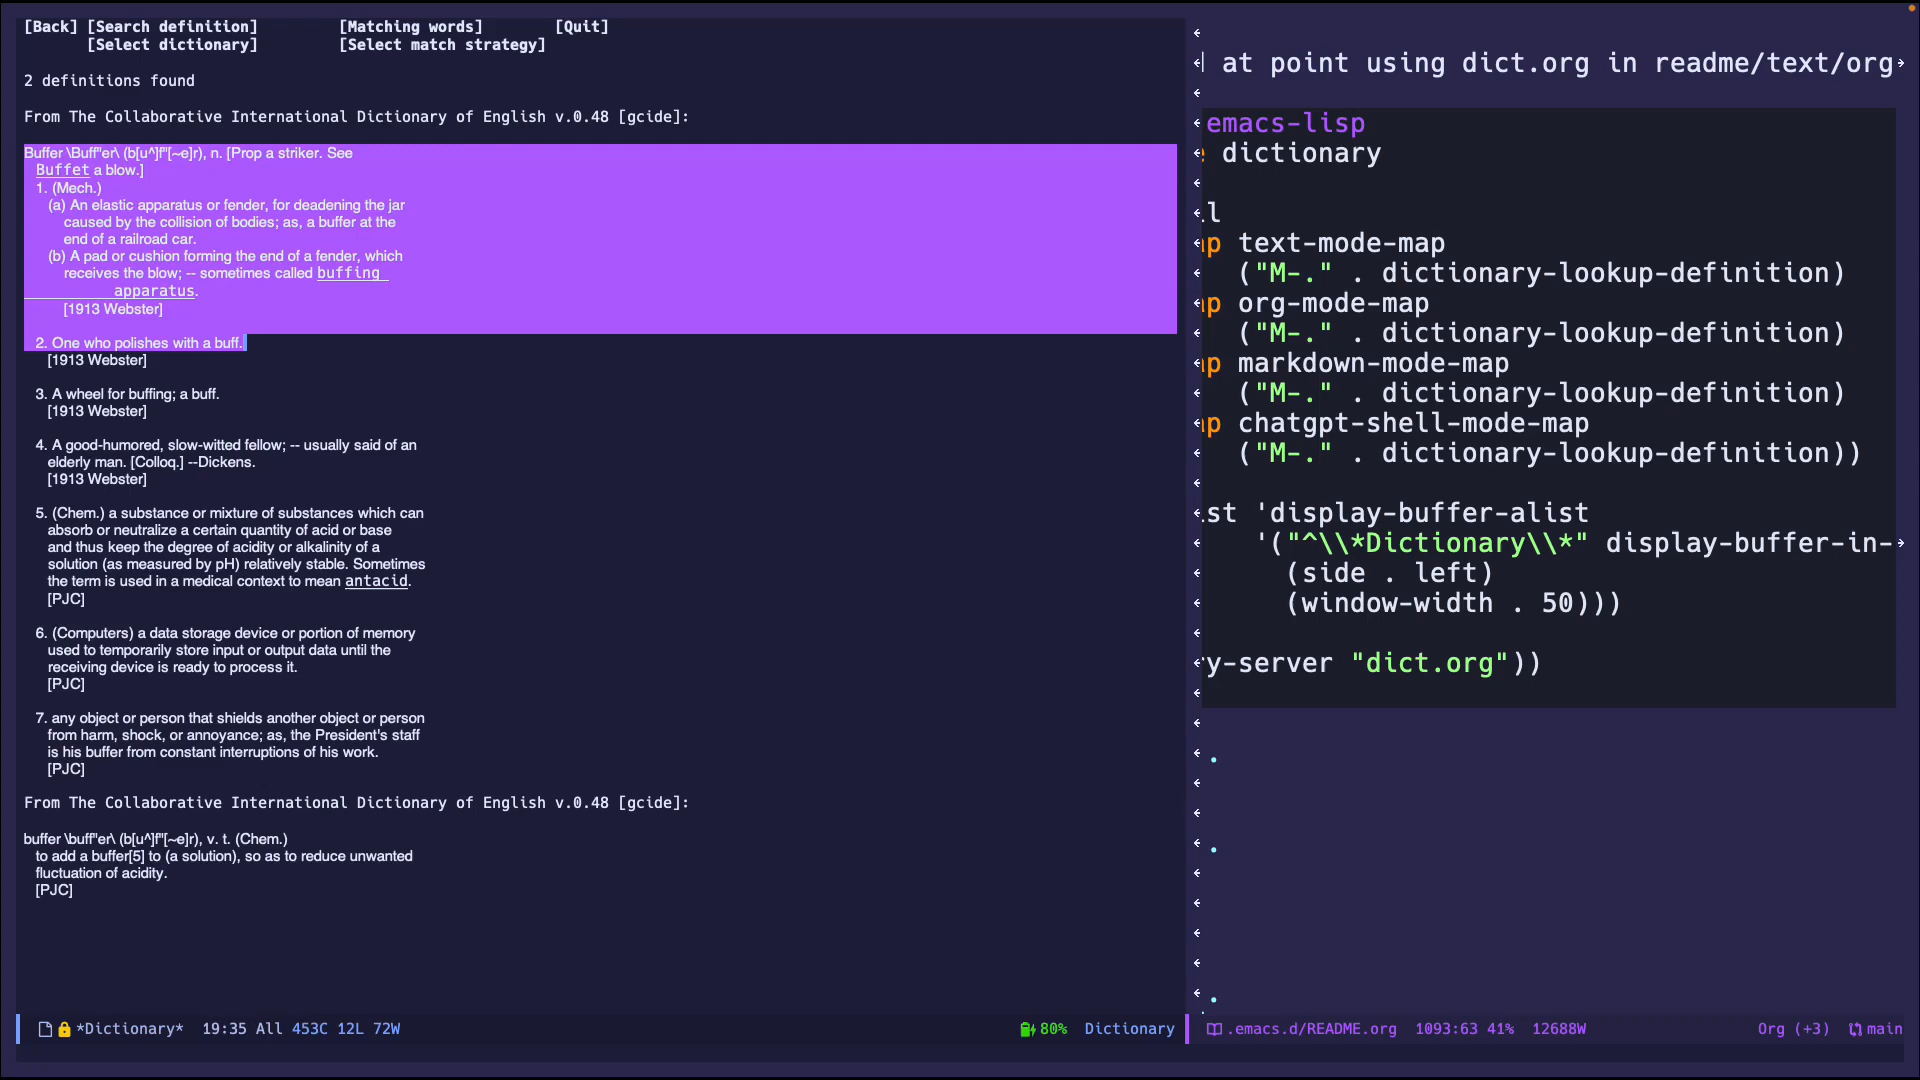 [Back] [Search definition] [Matching words] [Quit]
[Select dictionary] [Select match strategy]
2 definitions found
From The Collaborative International Dictionary of English v.0.48 [gcide]:
Buffer \Buff"er\ (b[u^]f"[~e]r), n. [Prop a striker. See
Buffet a blow.]
1. (Mech.)
(a) An elastic apparatus or fender, for deadening the jar
caused by the collision of bodies; as, a buffer at the
end of a railroad car.
(b) A pad or cushion forming the end of a fender, which
receives the blow; -- sometimes called buffing
apparatus.
[1913 Webster]
2. One who polishes with a buff.
[1913 Webster]
3. A wheel for buffing; a buff.
[1913 Webster]
4. A good-humored, slow-witted fellow; -- usually said of an
elderly man. [Colloq.] --Dickens.
[1913 Webster]
5. (Chem.) a substance or mixture of substances which can
absorb or neutralize a certain quantity of acid or base
and thus keep the degree of acidity or alkalinity of a
solution (as measured by pH) relatively stable. Sometimes
the term is used in a medical context to mean antacid.
[PJC]
6. (Computers) a data storage device or portion of memory
used to temporarily store input or output data until the
receiving device is ready to process it.
[PJC]
7. any object or person that shields another object or person
from harm, shock, or annoyance; as, the President's staff
is his buffer from constant interruptions of his work.
[PJC]
From The Collaborative International Dictionary of English v.0.48 [gcide]:
buffer \buff"er\ (b[u^]f"[~e]r), v. t. (Chem.)
to add a buffer[5] to (a solution), so as to reduce unwanted
fluctuation of acidity.
[PJC]
*Dictionary* 19:35 All 453C 12L 72W 80% Dictionary
at point using dict.org in readme/text/org
emacs-lisp
dictionary
l
p text-mode-map
("M-." . dictionary-lookup-definition)
p org-mode-map
("M-." . dictionary-lookup-definition)
p markdown-mode-map
("M-." . dictionary-lookup-definition)
p chatgpt-shell-mode-map
("M-." . dictionary-lookup-definition))
st 'display-buffer-alist
'("^\\*Dictionary\\*" display-buffer-in-
(side . left)
(window-width . 50)))
y-server "dict.org"))
.
.
.
.emacs.d/README.org 1093:63 41% 12688W Org (+3) main